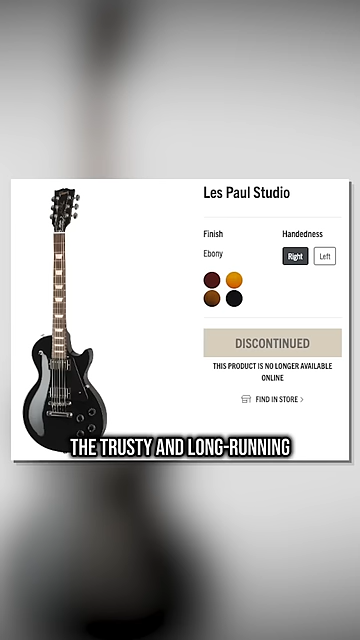 Les Paul Studio
Finish
Handedness
Ebony
Right
Left
DISCONTINUED
THIS PRODUCT IS NO LONGER AVAILABLE
ONLINE
FIND IN STORE >
THE TRUSTY AND LONG-RUNNING